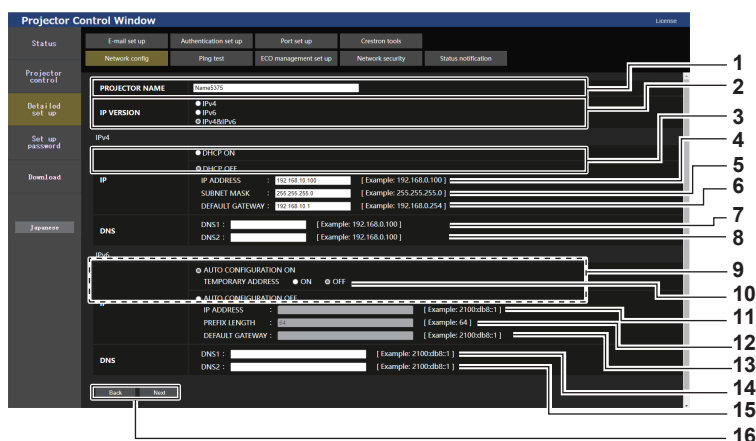 Projector Control Window
License
Status
Projector control
Detailed set up
Set up password
Download
Japanese
E-mail set up
Authentication set up
Port set up
Crestron tools
Network config
Ping test
ECO management set up
Network security
Status notification
PROJECTOR NAME
Name5375
IP VERSION
IPv4
IPv6
IPv4&IPv6
IPv4
DHCP ON
DHCP OFF
IP
IP ADDRESS : 192.168.10.100 [ Example: 192.168.0.100 ]
SUBNET MASK : 255.255.255.0 [ Example: 255.255.255.0 ]
DEFAULT GATEWAY : 192.168.10.1 [ Example: 192.168.0.254 ]
DNS
DNS1 : [ Example: 192.168.0.100 ]
DNS2 : [ Example: 192.168.0.100 ]
IPv6
AUTO CONFIGURATION ON
TEMPORARY ADDRESS ON OFF
AUTO CONFIGURATION OFF
IP
IP ADDRESS : [ Example: 2100:db8::1 ]
PREFIX LENGTH : 64 [ Example: 64 ]
DEFAULT GATEWAY : [ Example: 2100:db8::1 ]
DNS
DNS1 : [ Example: 2100:db8::1 ]
DNS2 : [ Example: 2100:db8::1 ]
Back Next
1
2
3
4
5
6
7
8
9
10
11
12
13
14
15
16